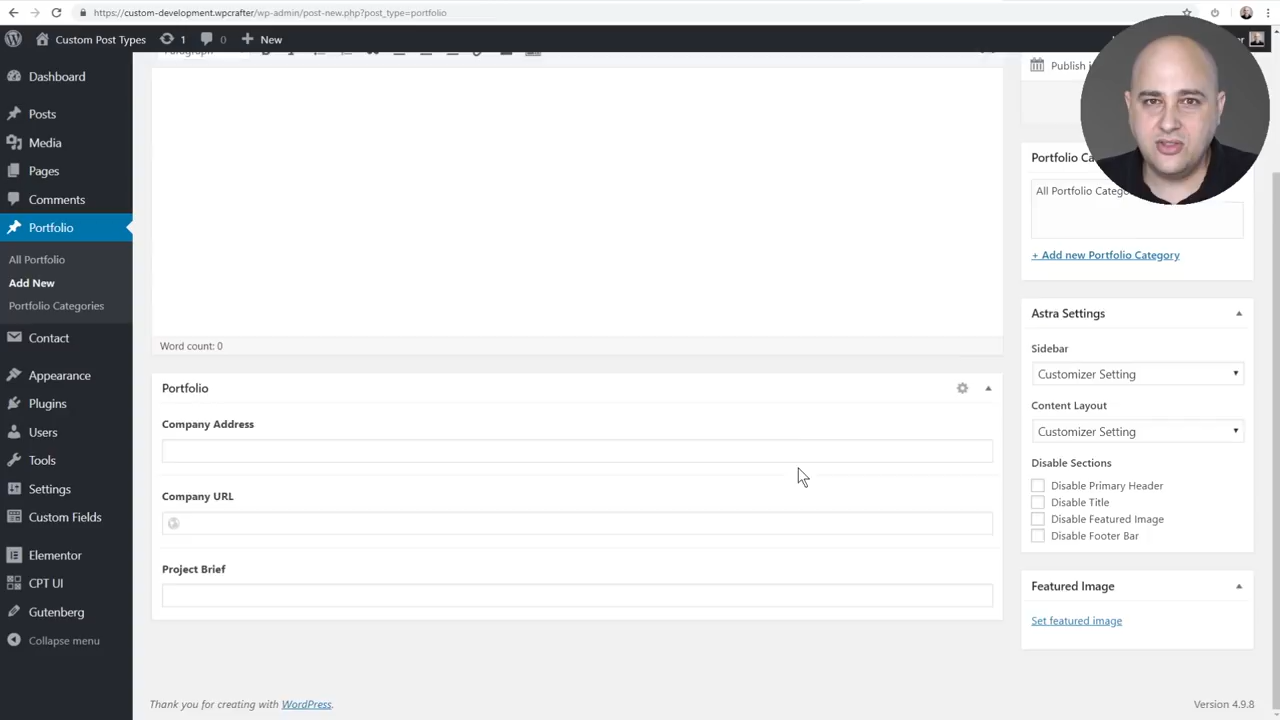 https://custom-development.wpcrafter/wp-admin/post-new.php?post_type=portfolio
Custom Post Types
1
0
New
Dashboard
Posts
Media
Pages
Comments
Portfolio
All Portfolio
Add New
Portfolio Categories
Contact
Appearance
Plugins
Users
Tools
Settings
Custom Fields
Elementor
CPT UI
Gutenberg
Collapse menu
Paragraph
Word count: 0
Portfolio
Company Address
Company URL
Project Brief
Thank you for creating with WordPress.
Publish
Portfolio
All Portfolio
+ Add new Portfolio Category
Astra Settings
Sidebar
Customizer Setting
Content Layout
Customizer Setting
Disable Sections
Disable Primary Header
Disable Title
Disable Featured Image
Disable Footer Bar
Featured Image
Set featured image
Version 4.9.8